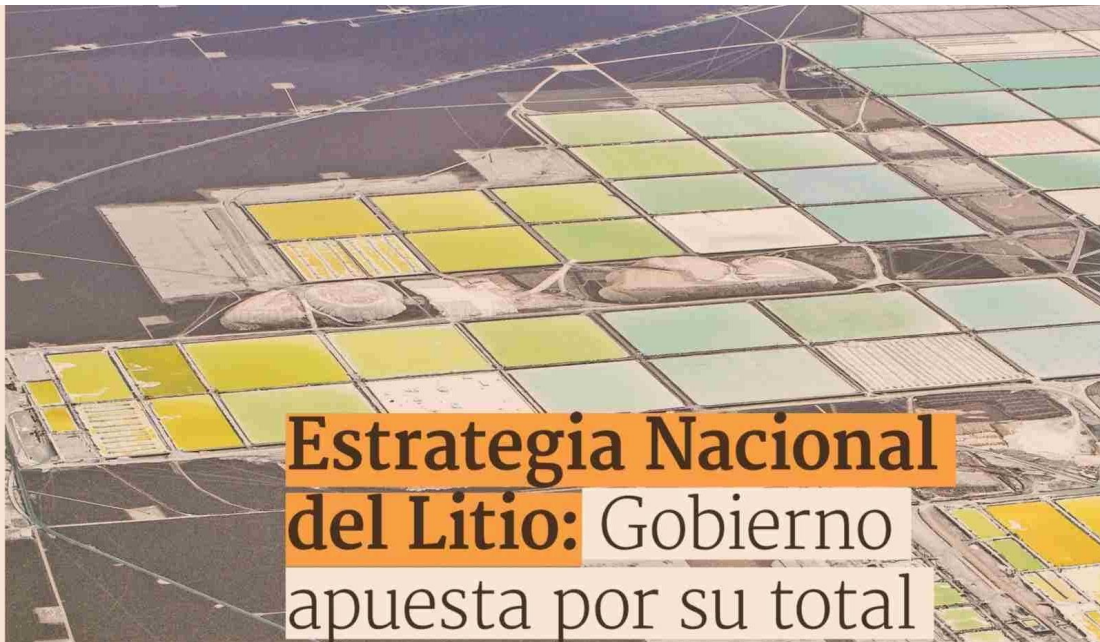 Estrategia Nacional
del Litio: Gobierno
apuesta por su total